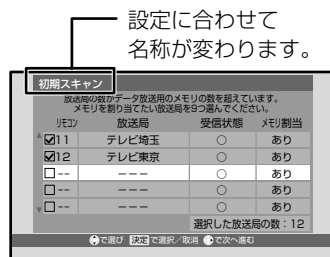 設定に合わせて
名称が変わります。
初期スキャン
放送局の数がデータ放送用のメモリの数を超えています。
メモリを割り当てたい放送局を9つ選んでください。
リモコン 放送局 受信状態 メモリ割当
11 テレビ埼玉 ○ あり
12 テレビ東京 ○ あり
-- --- ○ あり
-- --- ○ あり
-- --- ○ あり
選択した放送局の数:12
で選び 決定 で選択/取消 で次へ進む